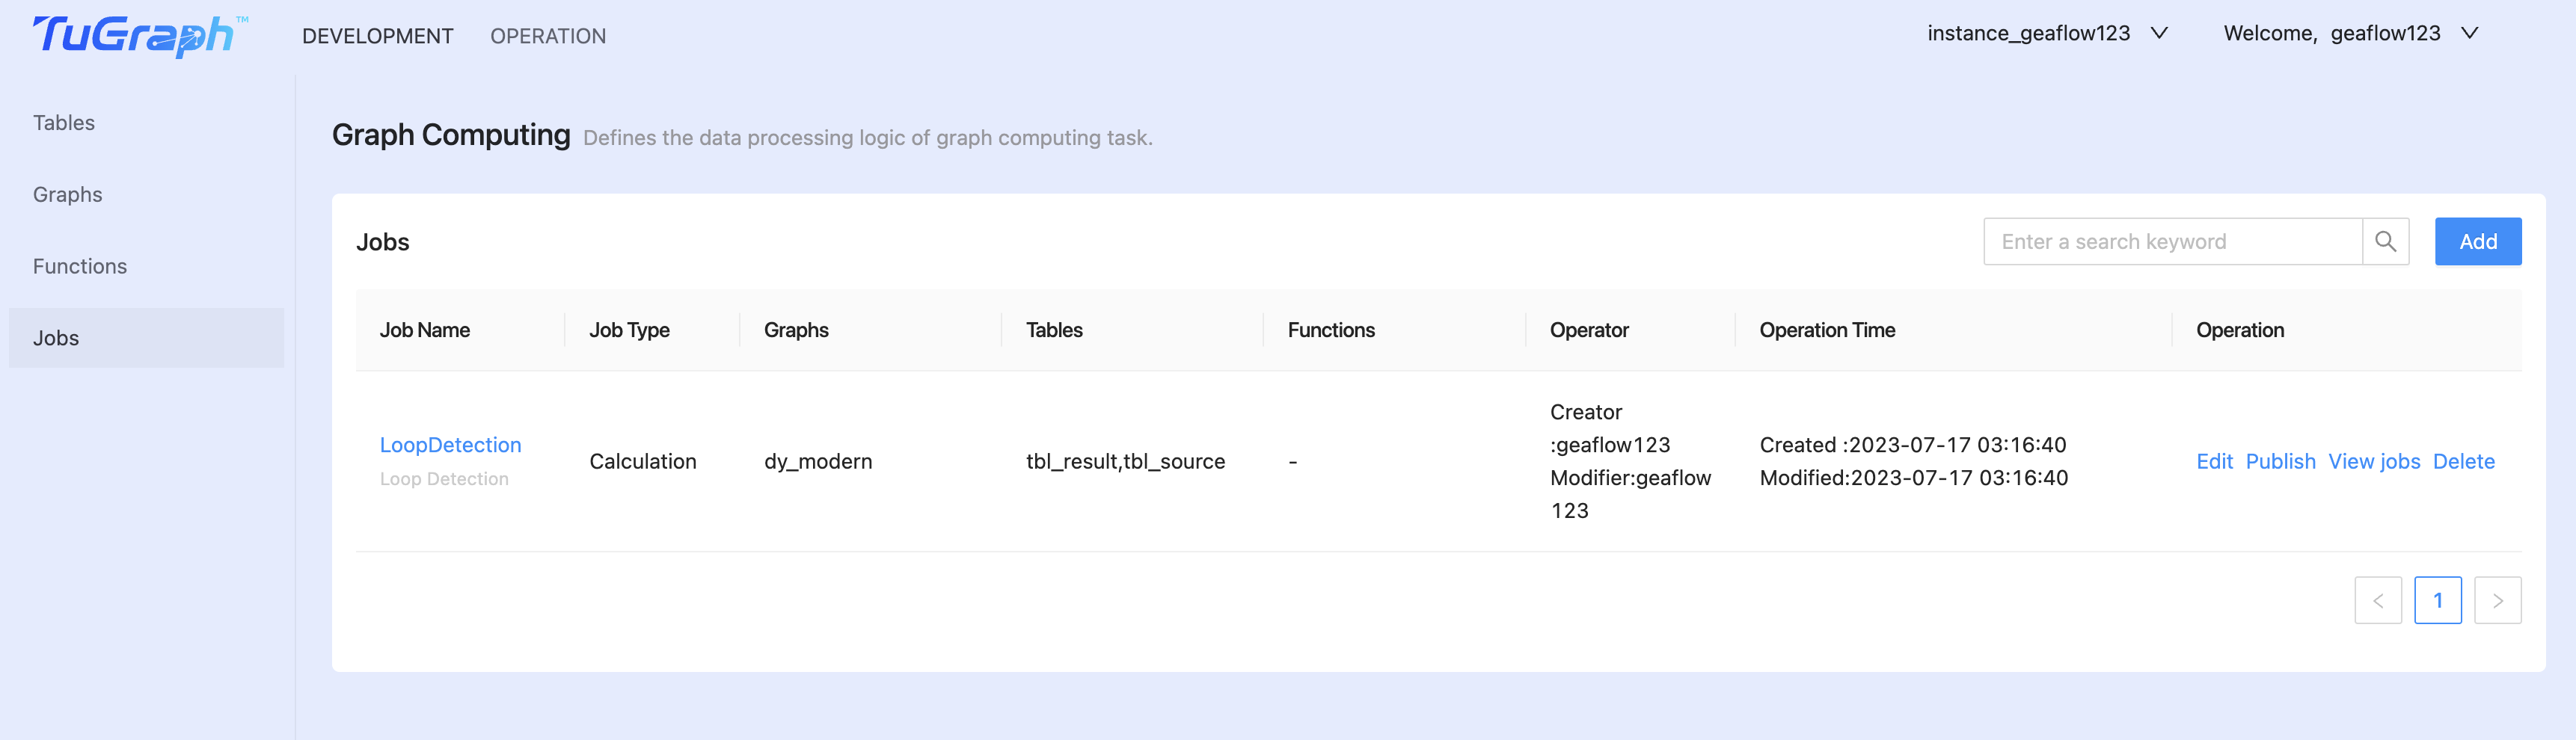 TuGraph™ DEVELOPMENT OPERATION instance_geaflow123 Welcome, geaflow123
Tables
Graphs
Functions
Jobs
Graph Computing Defines the data processing logic of graph computing task.
Jobs Enter a search keyword Add
Job Name Job Type Graphs Tables Functions Operator Operation Time Operation
LoopDetection
Loop Detection
Calculation
dy_modern
tbl_result,tbl_source
-
Creator
:geaflow123
Modifier:geaflow
123
Created :2023-07-17 03:16:40
Modified:2023-07-17 03:16:40
Edit Publish View jobs Delete
< 1 >